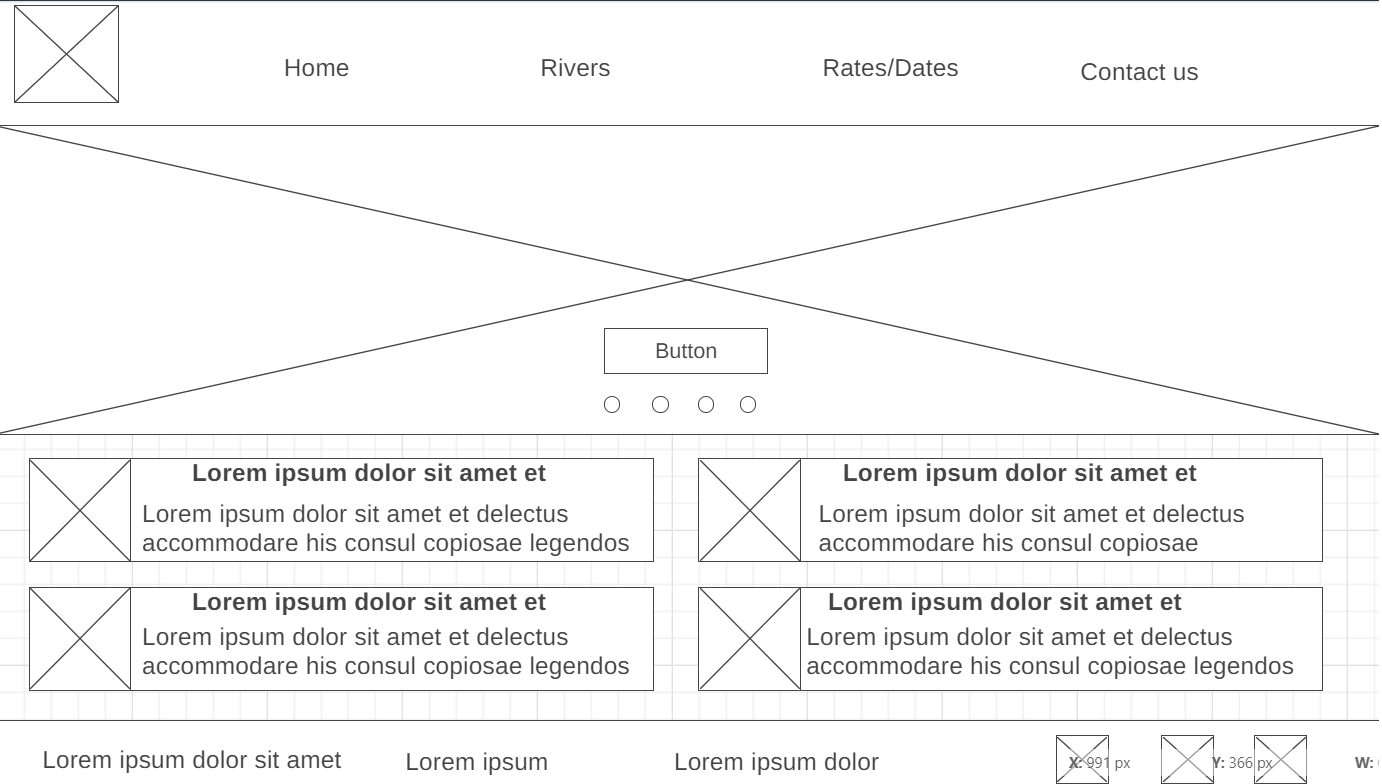 Home Rivers Rates/Dates Contact us
Button
Lorem ipsum dolor sit amet et
Lorem ipsum dolor sit amet et delectus
accommodare his consul copiosae legendos
Lorem ipsum dolor sit amet et
Lorem ipsum dolor sit amet et delectus
accommodare his consul copiosae
Lorem ipsum dolor sit amet et
Lorem ipsum dolor sit amet et delectus
accommodare his consul copiosae legendos
Lorem ipsum dolor sit amet et
Lorem ipsum dolor sit amet et delectus
accommodare his consul copiosae legendos
Lorem ipsum dolor sit amet Lorem ipsum Lorem ipsum dolor X: 991 px Y: 366 px W: